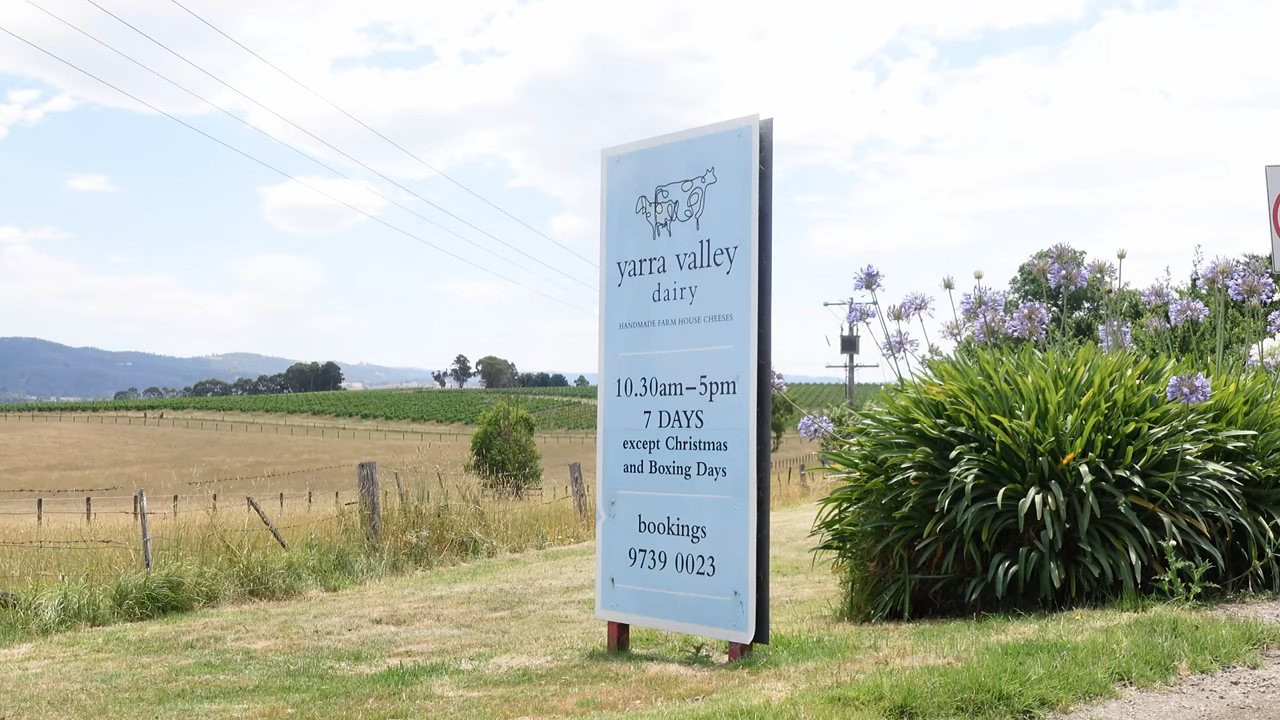 yarra valley
dairy
HANDMADE FARM HOUSE CHEESES
10.30am–5pm
7 DAYS
except Christmas
and Boxing Days
bookings
9739 0023